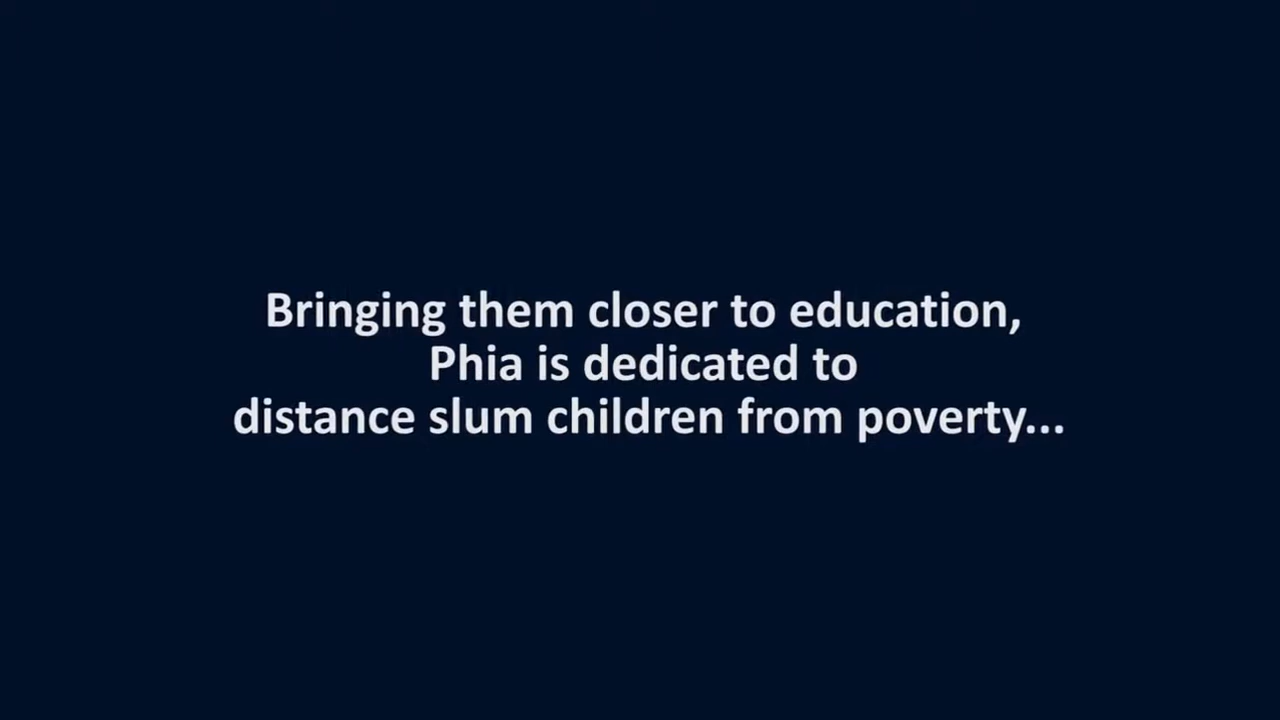 Bringing them closer to education,
Phia is dedicated to
distance slum children from poverty...